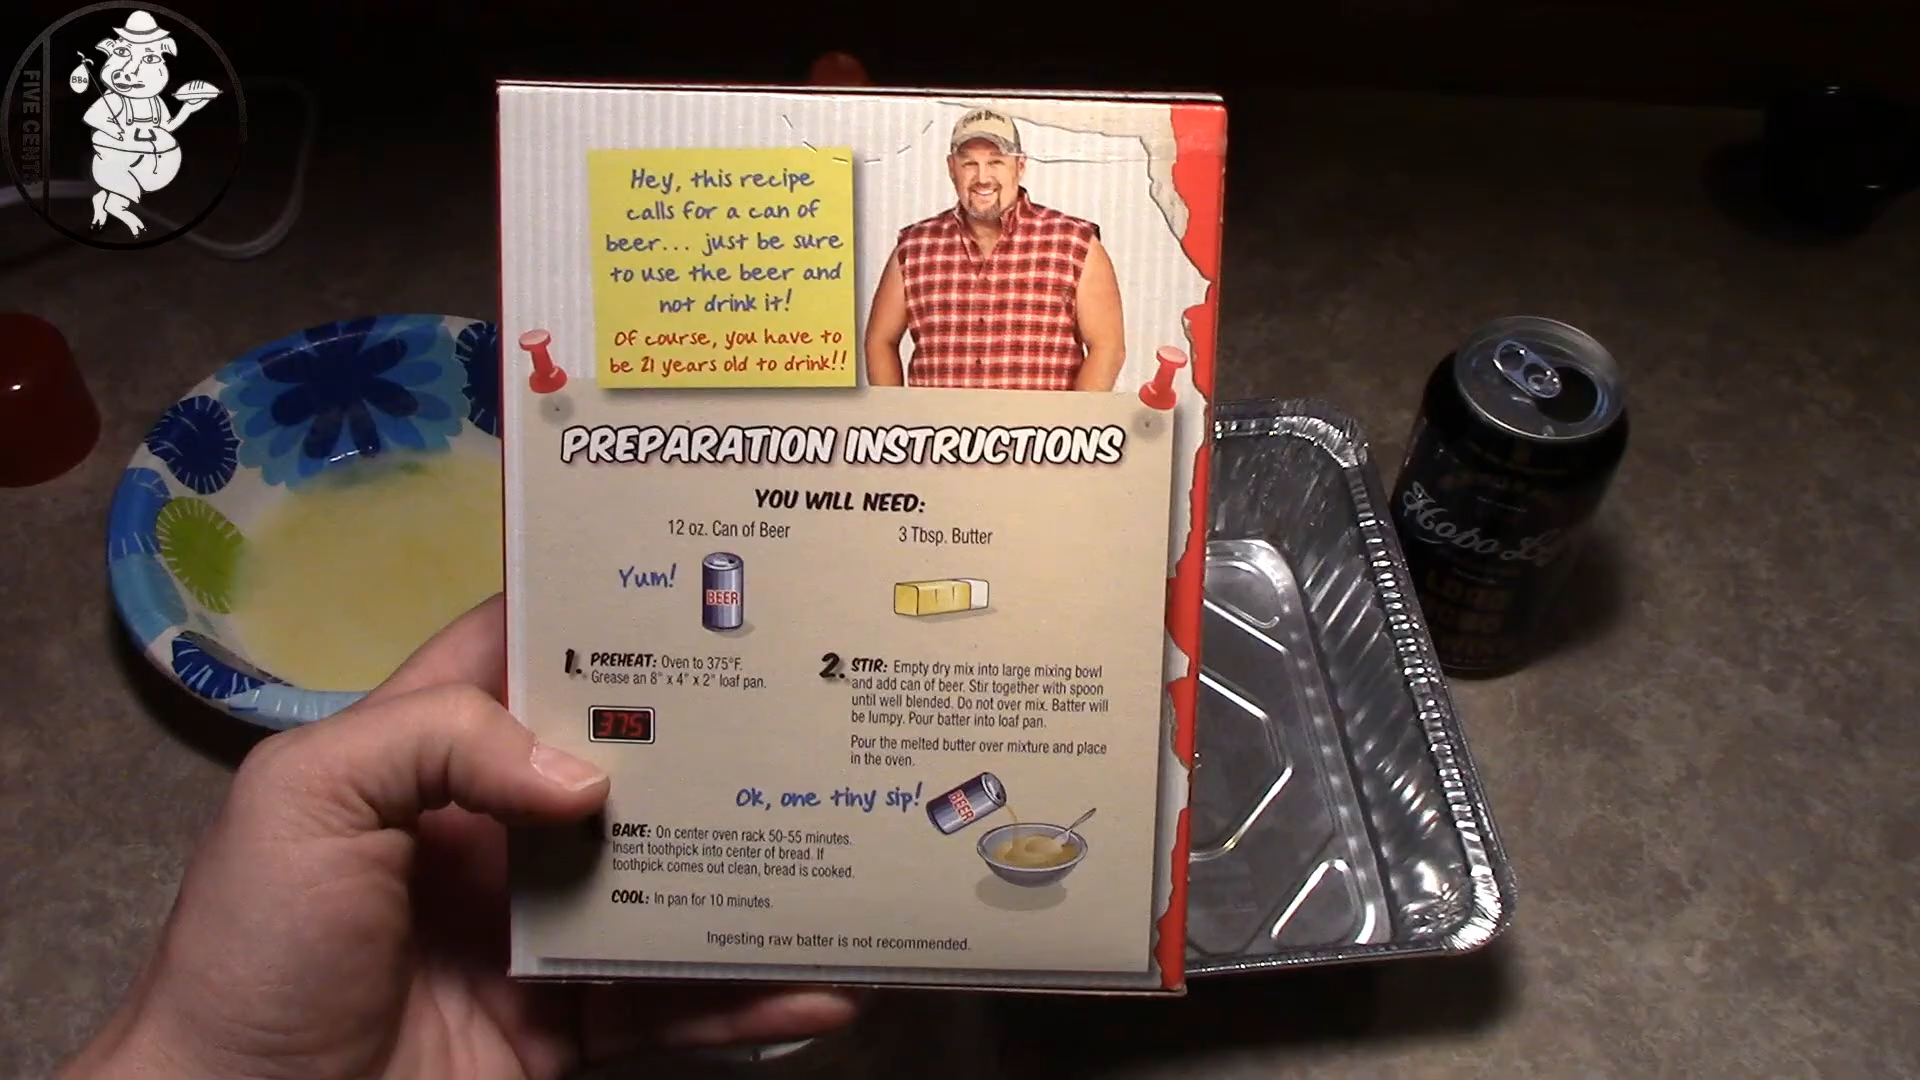 FIVE CENTS
BBQ
Hey, this recipe
calls for a can of
beer... just be sure
to use the beer and
not drink it!
Of course, you have to
be 21 years old to drink!!
PREPARATION INSTRUCTIONS
YOU WILL NEED:
12 oz. Can of Beer
3 Tbsp. Butter
Yum!
BEER
1. PREHEAT: Oven to 375°F.
Grease an 8" x 4" x 2" loaf pan.
375°
2. STIR: Empty dry mix into large mixing bowl
and add can of beer. Stir together with spoon
until well blended. Do not over mix. Batter will
be lumpy. Pour batter into loaf pan.
Pour the melted butter over mixture and place
in the oven.
Ok, one tiny sip!
BEER
BAKE: On center oven rack 50-55 minutes.
Insert toothpick into center of bread. If
toothpick comes out clean, bread is cooked.
COOL: In pan for 10 minutes.
Ingesting raw batter is not recommended.
Hobo